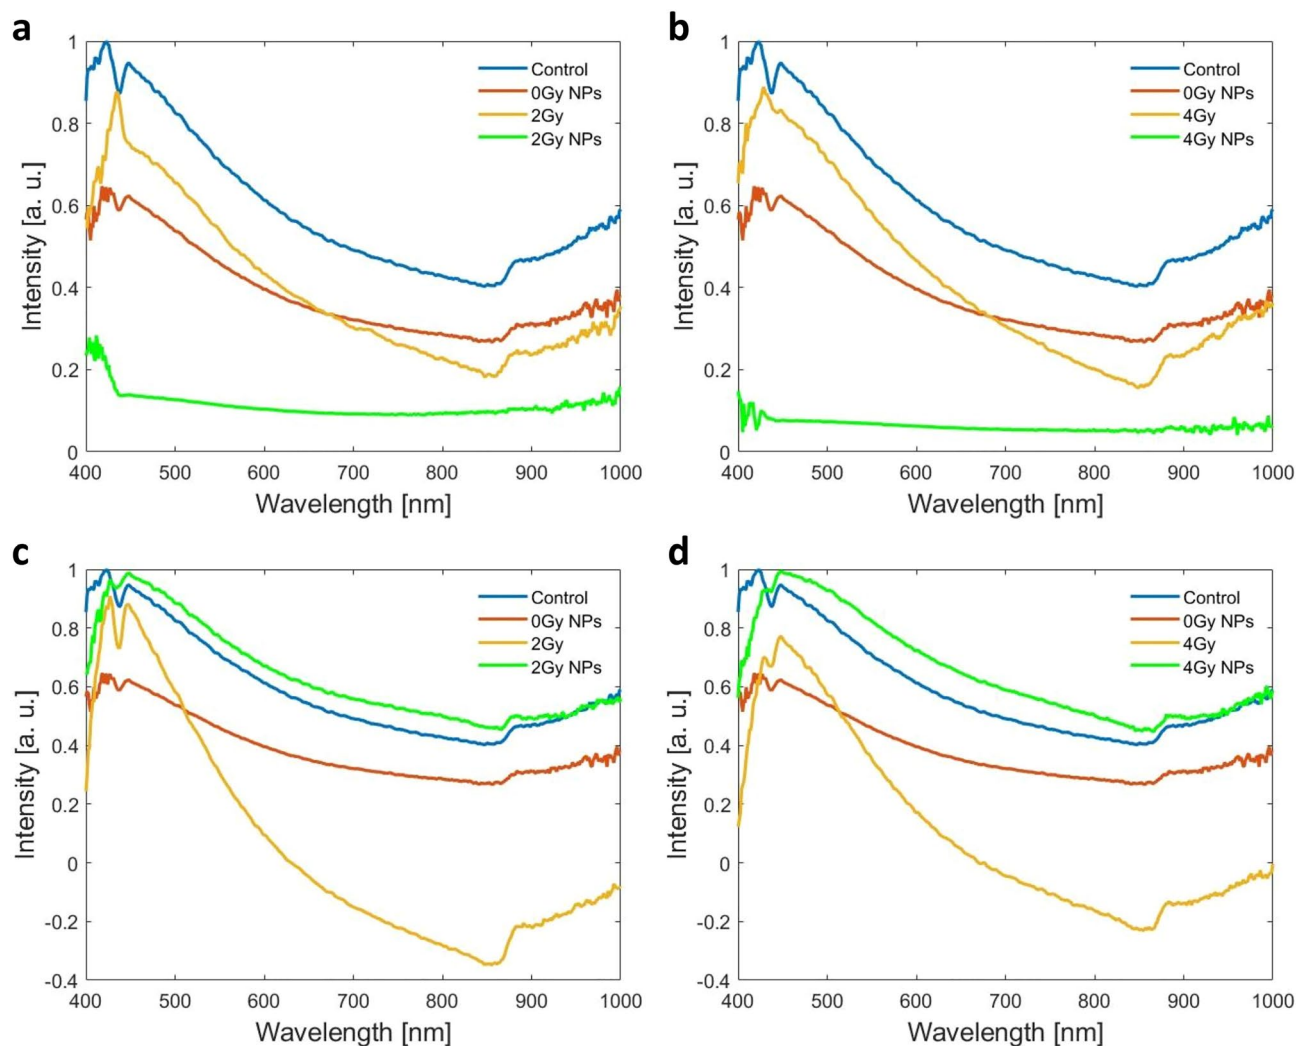 a
b
1
0.8
0.6
0.4
0.2
0
400 500 600 700 800 900 1000
Intensity [a. u.]
Wavelength [nm]
Control
0Gy NPs
2Gy
2Gy NPs
1
0.8
0.6
0.4
0.2
0
400 500 600 700 800 900 1000
Intensity [a. u.]
Wavelength [nm]
Control
0Gy NPs
4Gy
4Gy NPs
c
d
1
0.8
0.6
0.4
0.2
0
-0.2
-0.4
400 500 600 700 800 900 1000
Intensity [a. u.]
Wavelength [nm]
Control
0Gy NPs
2Gy
2Gy NPs
1
0.8
0.6
0.4
0.2
0
-0.2
-0.4
400 500 600 700 800 900 1000
Intensity [a. u.]
Wavelength [nm]
Control
0Gy NPs
4Gy
4Gy NPs